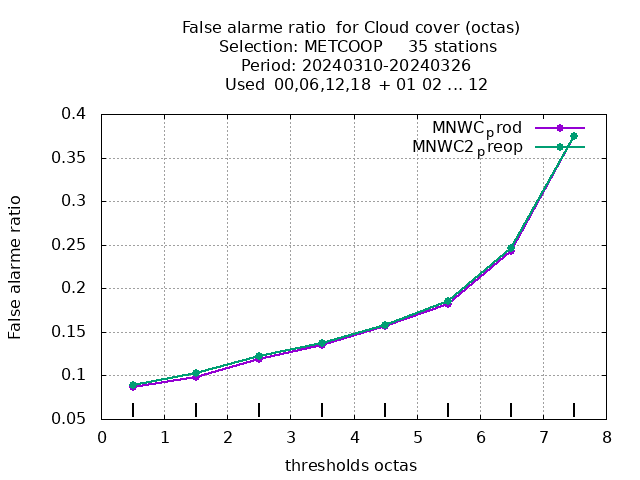 False alarme ratio  for Cloud cover (octas)
Selection: METCOOP     35 stations
Period: 20240310-20240326
Used  00,06,12,18 + 01 02 ... 12
MNWCprod
MNWC2preop
0.4
0.35
0.3
0.25
0.2
0.15
0.1
0.05
False alarme ratio
0 1 2 3 4 5 6 7 8
thresholds octas